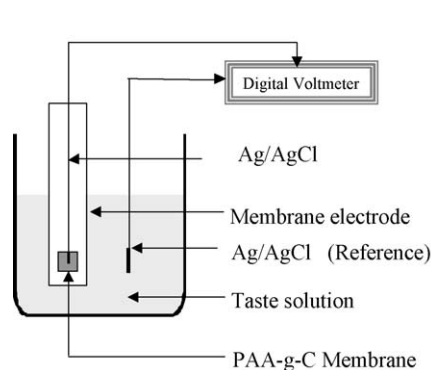 Digital Voltmeter
Ag/AgCl
Membrane electrode
Ag/AgCl (Reference)
Taste solution
PAA-g-C Membrane